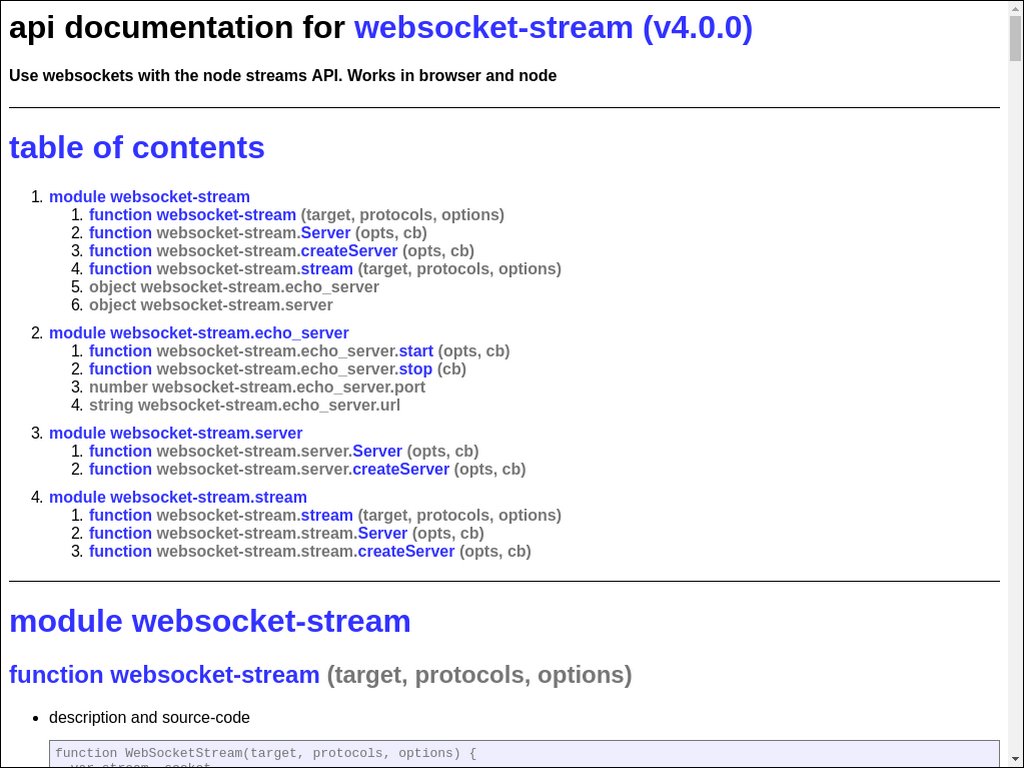 api documentation for websocket-stream (v4.0.0)
Use websockets with the node streams API. Works in browser and node
table of contents
1. module websocket-stream
1. function websocket-stream (target, protocols, options)
2. function websocket-stream.Server (opts, cb)
3. function websocket-stream.createServer (opts, cb)
4. function websocket-stream.stream (target, protocols, options)
5. object websocket-stream.echo_server
6. object websocket-stream.server
2. module websocket-stream.echo_server
1. function websocket-stream.echo_server.start (opts, cb)
2. function websocket-stream.echo_server.stop (cb)
3. number websocket-stream.echo_server.port
4. string websocket-stream.echo_server.url
3. module websocket-stream.server
1. function websocket-stream.server.Server (opts, cb)
2. function websocket-stream.server.createServer (opts, cb)
4. module websocket-stream.stream
1. function websocket-stream.stream (target, protocols, options)
2. function websocket-stream.stream.Server (opts, cb)
3. function websocket-stream.stream.createServer (opts, cb)
module websocket-stream
function websocket-stream (target, protocols, options)
• description and source-code
function WebSocketStream(target, protocols, options) {
var stream, socket